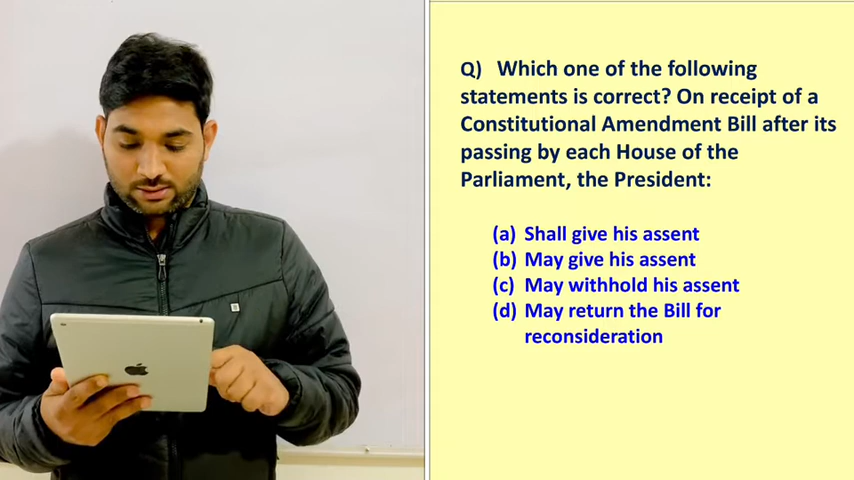 Q) Which one of the following
statements is correct? On receipt of a
Constitutional Amendment Bill after its
passing by each House of the
Parliament, the President:
(a) Shall give his assent
(b) May give his assent
(c) May withhold his assent
(d) May return the Bill for
reconsideration